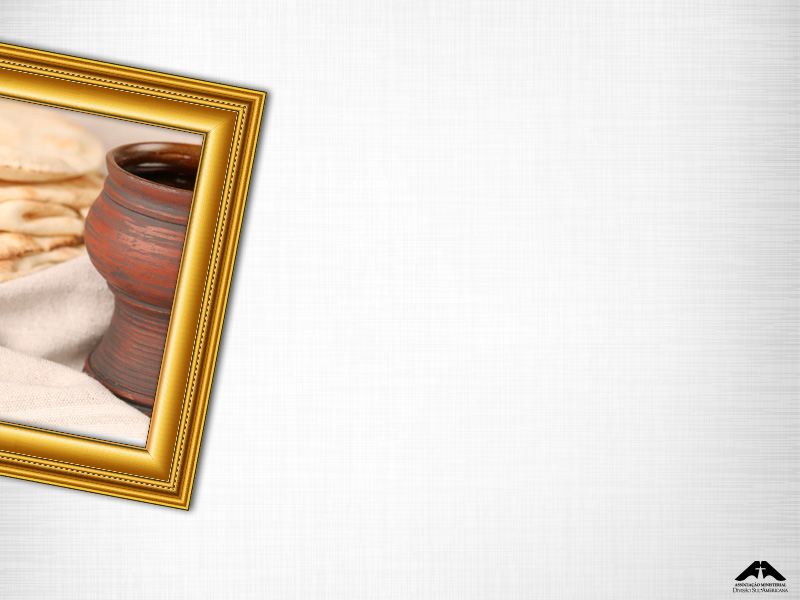 ASSOCIAÇÃO MINISTERIAL
DIVISÃO SUL-AMERICANA